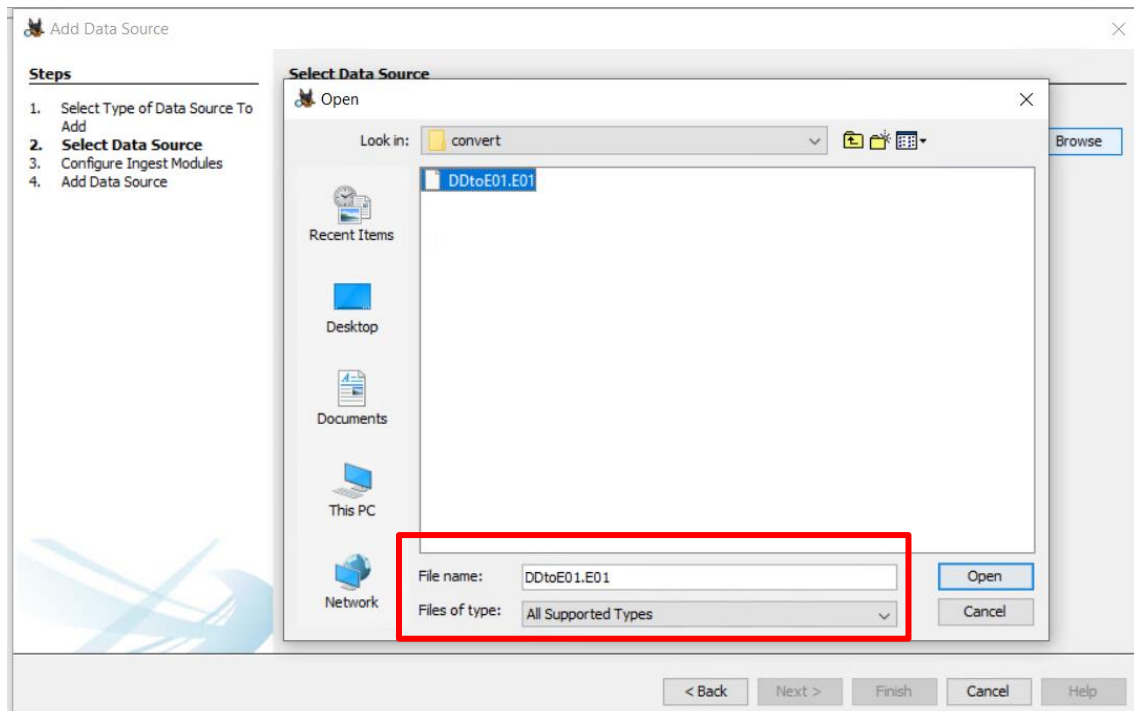 Add Data Source
Steps
1. Select Type of Data Source To
Add
2. Select Data Source
3. Configure Ingest Modules
4. Add Data Source
Select Data Source
Browse
Open
Look in: convert
DDtoE01.E01
Recent Items
Desktop
Documents
This PC
Network
File name: DDtoE01.E01
Open
Files of type: All Supported Types
Cancel
< Back Next > Finish Cancel Help